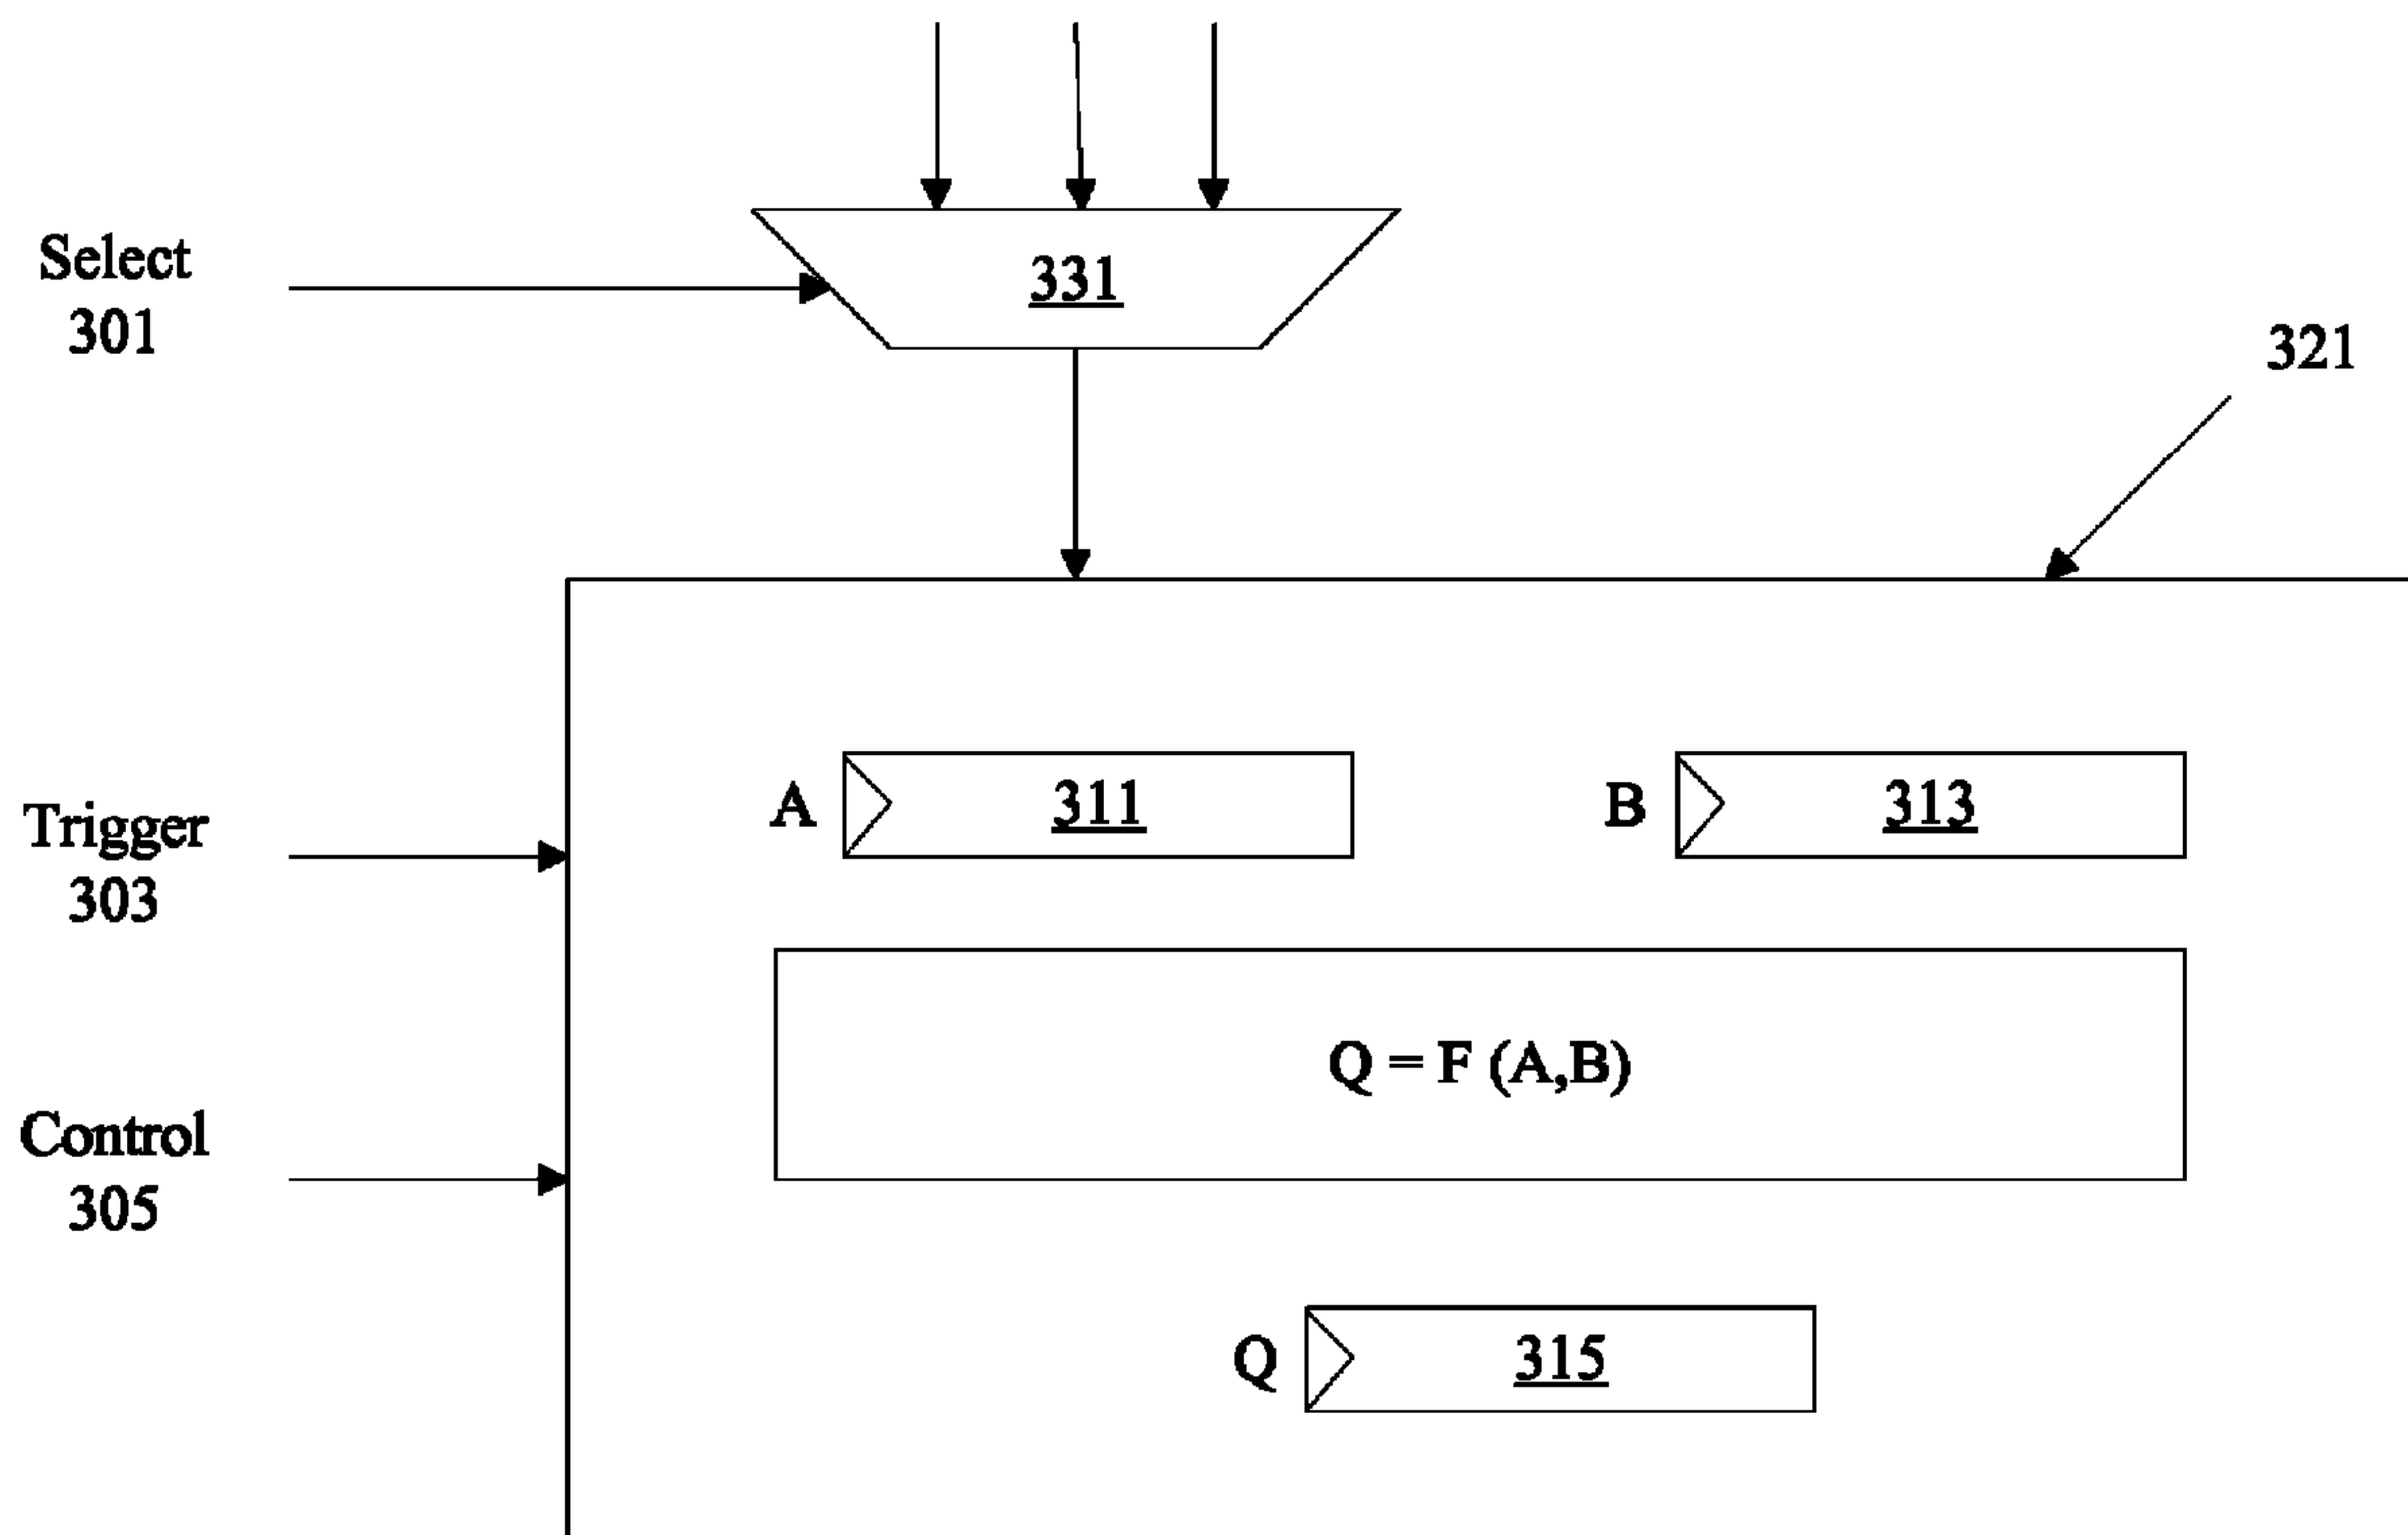 331
Select
301
321
A
311
B
313
Trigger
303
Q = F (A,B)
Control
305
Q
315